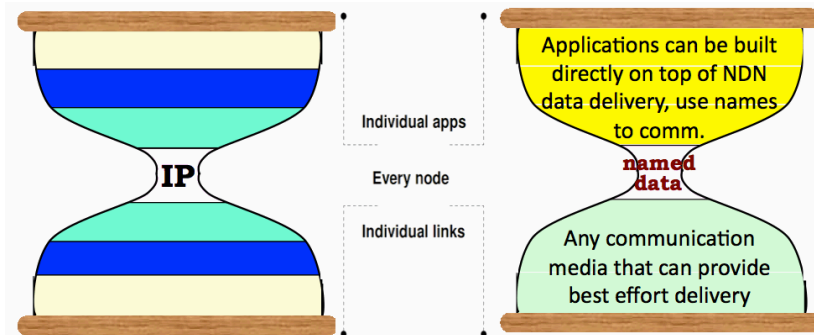 IP
Individual apps
Every node
Individual links
Applications can be built
directly on top of NDN
data delivery, use names
to comm.
named
data
Any communication
media that can provide
best effort delivery